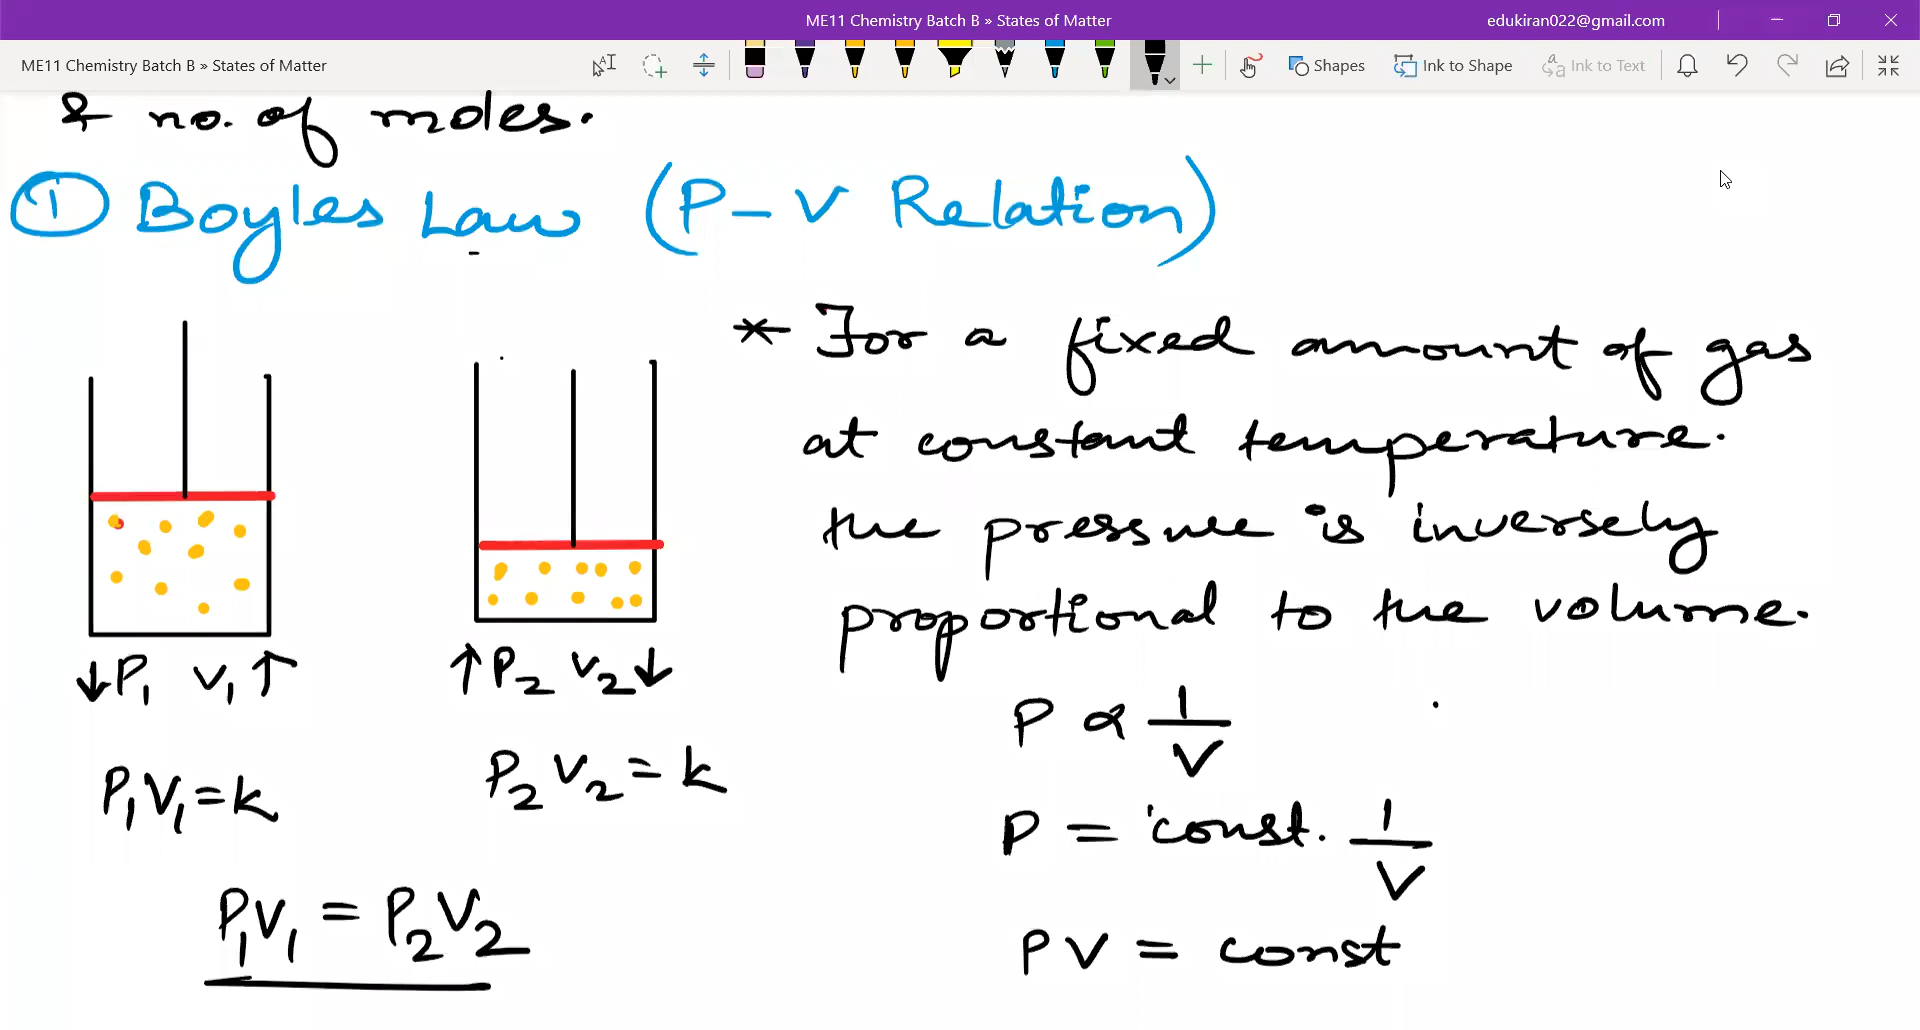 ME11 Chemistry Batch B » States of Matter
edukiran022@gmail.com
ME11 Chemistry Batch B » States of Matter
Shapes
Ink to Shape
Ink to Text
& no. of moles.
① Boyles Law (P – V Relation)
* For a fixed amount of gas
at constant temperature.
the pressure is inversely
proportional to the volume.
↓P₁ V₁↑
↑P₂ V₂↓
P₁V₁ = k
P₂V₂ = k
P₁V₁ = P₂V₂
P ∝ 1/V
P = const. 1/V
PV = const